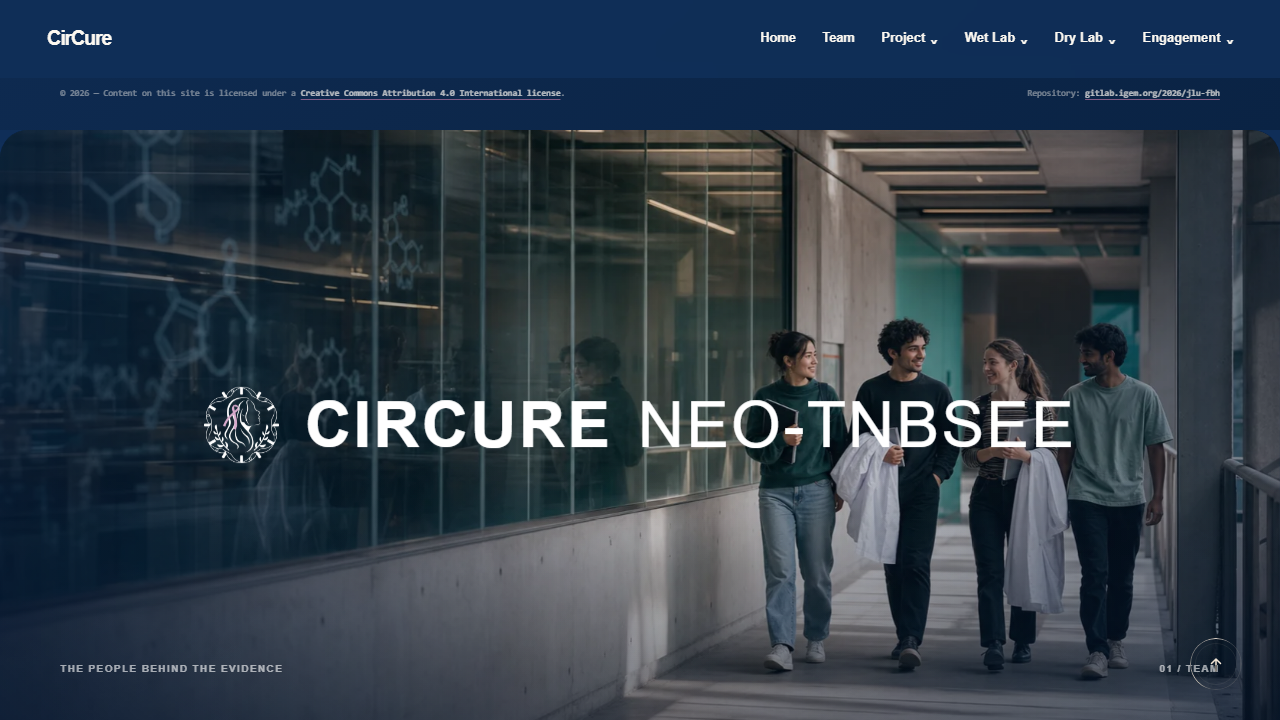 CirCure
Home Team Project Wet Lab Dry Lab Engagement
© 2026 — Content on this site is licensed under a Creative Commons Attribution 4.0 International license.
Repository: gitlab.igem.org/2026/jlu-fbh
CIRCURE NEO-TNBSEE
THE PEOPLE BEHIND THE EVIDENCE
01 / TEAM